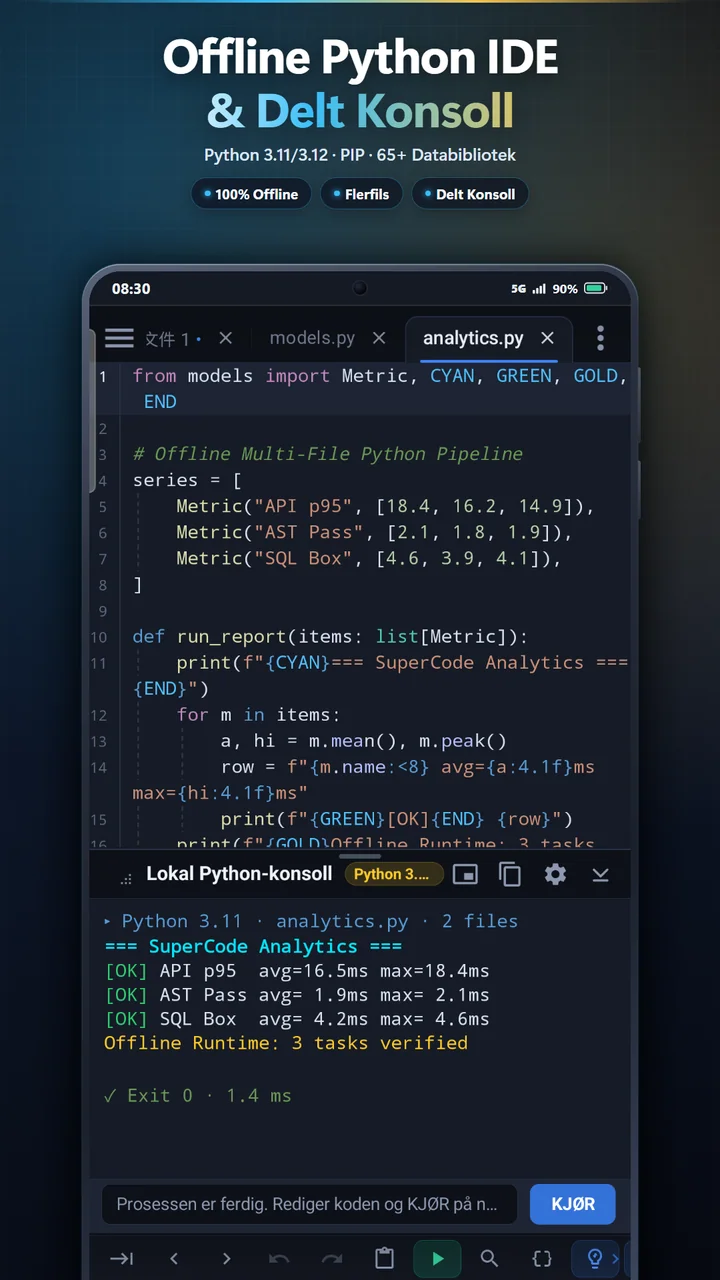 Offline Python IDE
& Delt Konsoll
Python 3.11/3.12 · PIP · 65+ Databibliotek
100% Offline
Flerfils
Delt Konsoll
08:30
5G
90%
文件 1
models.py
analytics.py
1 from models import Metric, CYAN, GREEN, GOLD,
END
2
3 # Offline Multi-File Python Pipeline
4 series = [
5 Metric("API p95", [18.4, 16.2, 14.9]),
6 Metric("AST Pass", [2.1, 1.8, 1.9]),
7 Metric("SQL Box", [4.6, 3.9, 4.1]),
8 ]
9
10 def run_report(items: list[Metric]):
11 print(f"{CYAN}=== SuperCode Analytics ===
{END}")
12 for m in items:
13 a, hi = m.mean(), m.peak()
14 row = f"{m.name:<8} avg={a:4.1f}ms
max={hi:4.1f}ms"
15 print(f"{GREEN}[OK]{END} {row}")
16 print(f"{GOLD}Offline Runtime: 3 tasks
Lokal Python-konsoll
Python 3....
▸ Python 3.11 · analytics.py · 2 files
=== SuperCode Analytics ===
[OK] API p95 avg=16.5ms max=18.4ms
[OK] AST Pass avg= 1.9ms max= 2.1ms
[OK] SQL Box avg= 4.2ms max= 4.6ms
Offline Runtime: 3 tasks verified
✓ Exit 0 · 1.4 ms
Prosessen er ferdig. Rediger koden og KJØR på n...
KJØR